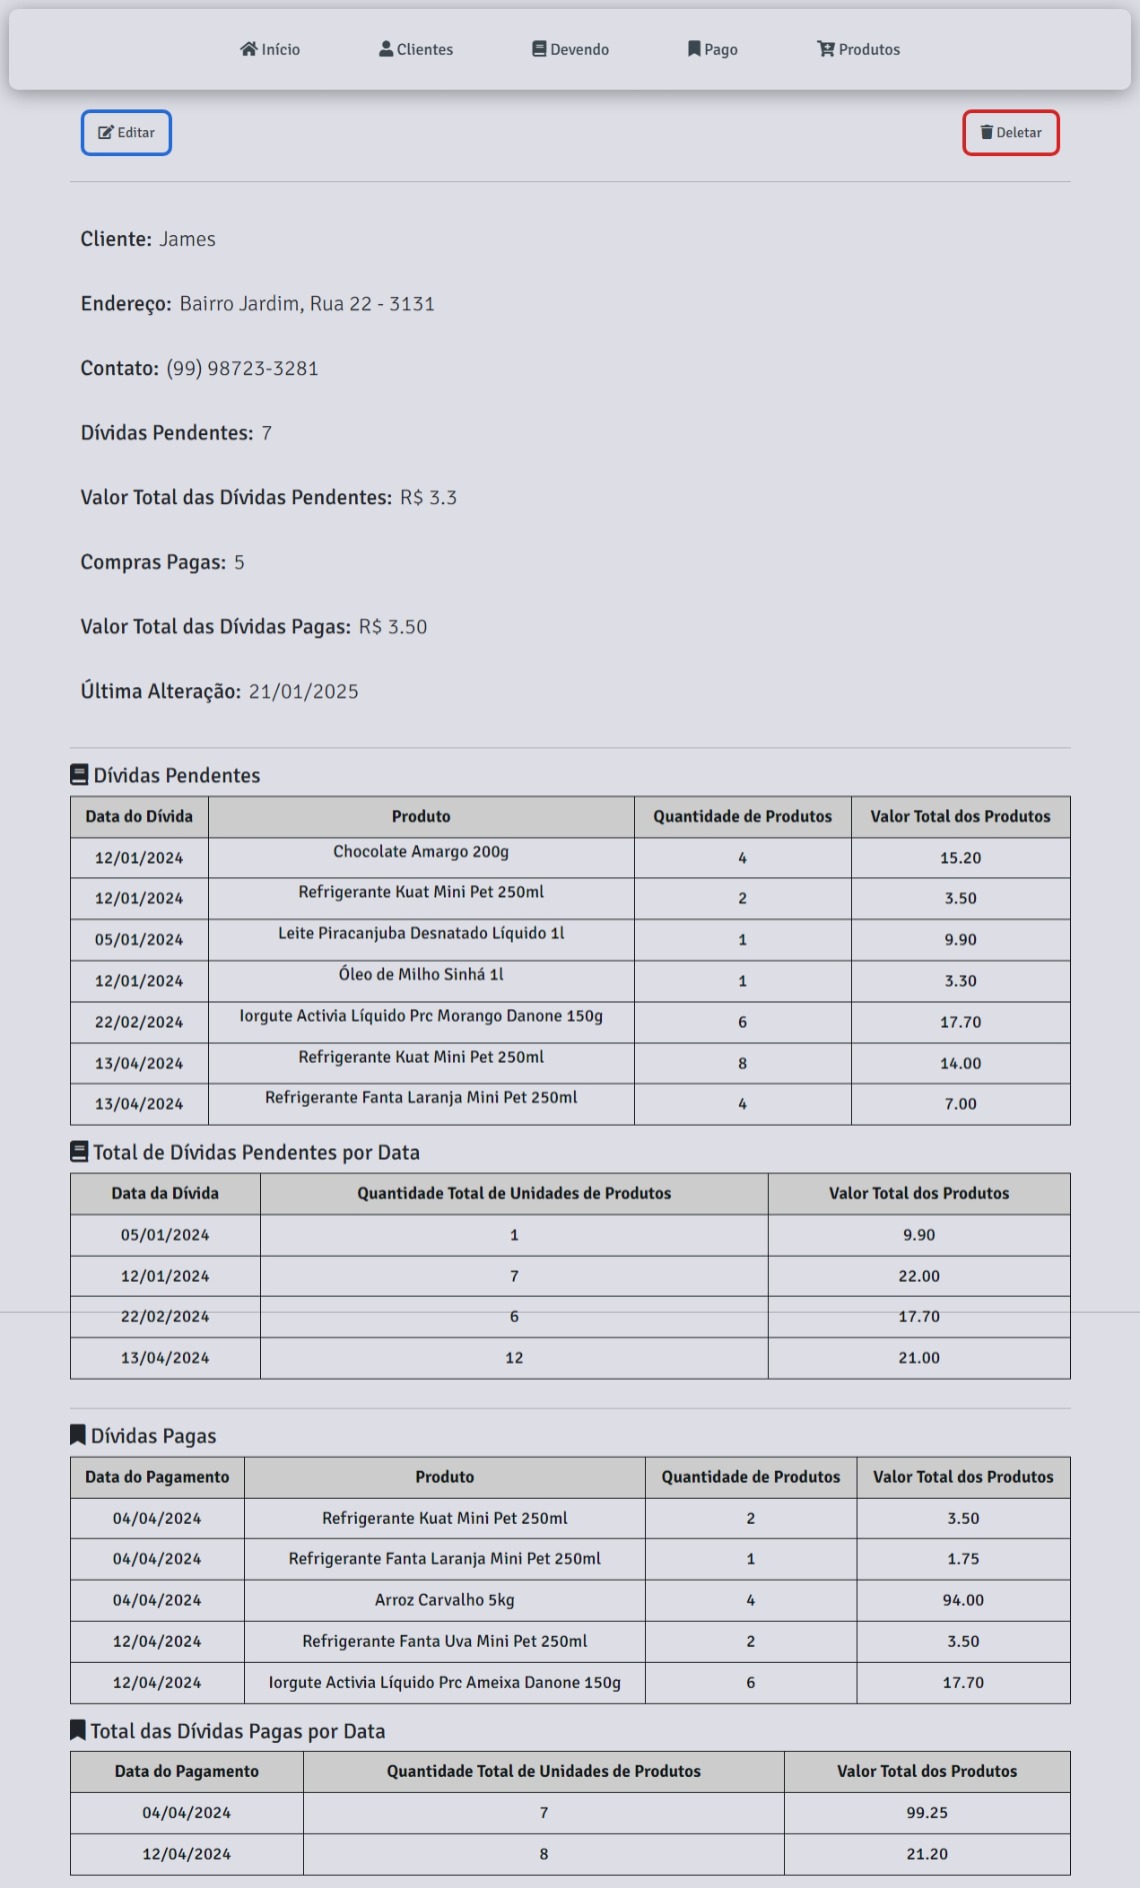 Início Clientes Devendo Pago Produtos
Editar Deletar
Cliente: James
Endereço: Bairro Jardim, Rua 22 - 3131
Contato: (99) 98723-3281
Dívidas Pendentes: 7
Valor Total das Dívidas Pendentes: R$ 3.3
Compras Pagas: 5
Valor Total das Dívidas Pagas: R$ 3.50
Última Alteração: 21/01/2025
Dívidas Pendentes
Data do Dívida Produto Quantidade de Produtos Valor Total dos Produtos
12/01/2024 Chocolate Amargo 200g 4 15.20
12/01/2024 Refrigerante Kuat Mini Pet 250ml 2 3.50
05/01/2024 Leite Piracanjuba Desnatado Líquido 1l 1 9.90
12/01/2024 Óleo de Milho Sinhá 1l 1 3.30
22/02/2024 Iorgute Activia Líquido Prc Morango Danone 150g 6 17.70
13/04/2024 Refrigerante Kuat Mini Pet 250ml 8 14.00
13/04/2024 Refrigerante Fanta Laranja Mini Pet 250ml 4 7.00
Total de Dívidas Pendentes por Data
Data da Dívida Quantidade Total de Unidades de Produtos Valor Total dos Produtos
05/01/2024 1 9.90
12/01/2024 7 22.00
22/02/2024 6 17.70
13/04/2024 12 21.00
Dívidas Pagas
Data do Pagamento Produto Quantidade de Produtos Valor Total dos Produtos
04/04/2024 Refrigerante Kuat Mini Pet 250ml 2 3.50
04/04/2024 Refrigerante Fanta Laranja Mini Pet 250ml 1 1.75
04/04/2024 Arroz Carvalho 5kg 4 94.00
12/04/2024 Refrigerante Fanta Uva Mini Pet 250ml 2 3.50
12/04/2024 Iorgute Activia Líquido Prc Ameixa Danone 150g 6 17.70
Total das Dívidas Pagas por Data
Data do Pagamento Quantidade Total de Unidades de Produtos Valor Total dos Produtos
04/04/2024 7 99.25
12/04/2024 8 21.20